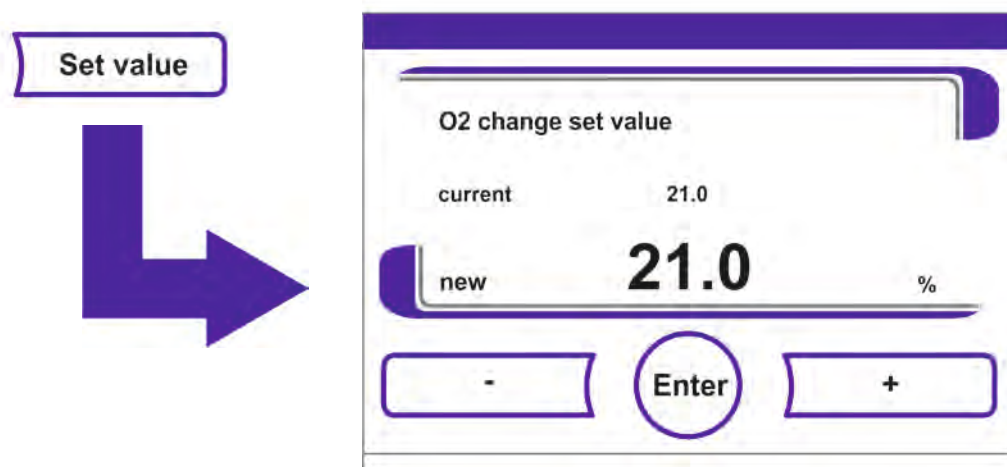 Set value
O2 change set value
current 21.0
new 21.0 %
- Enter +